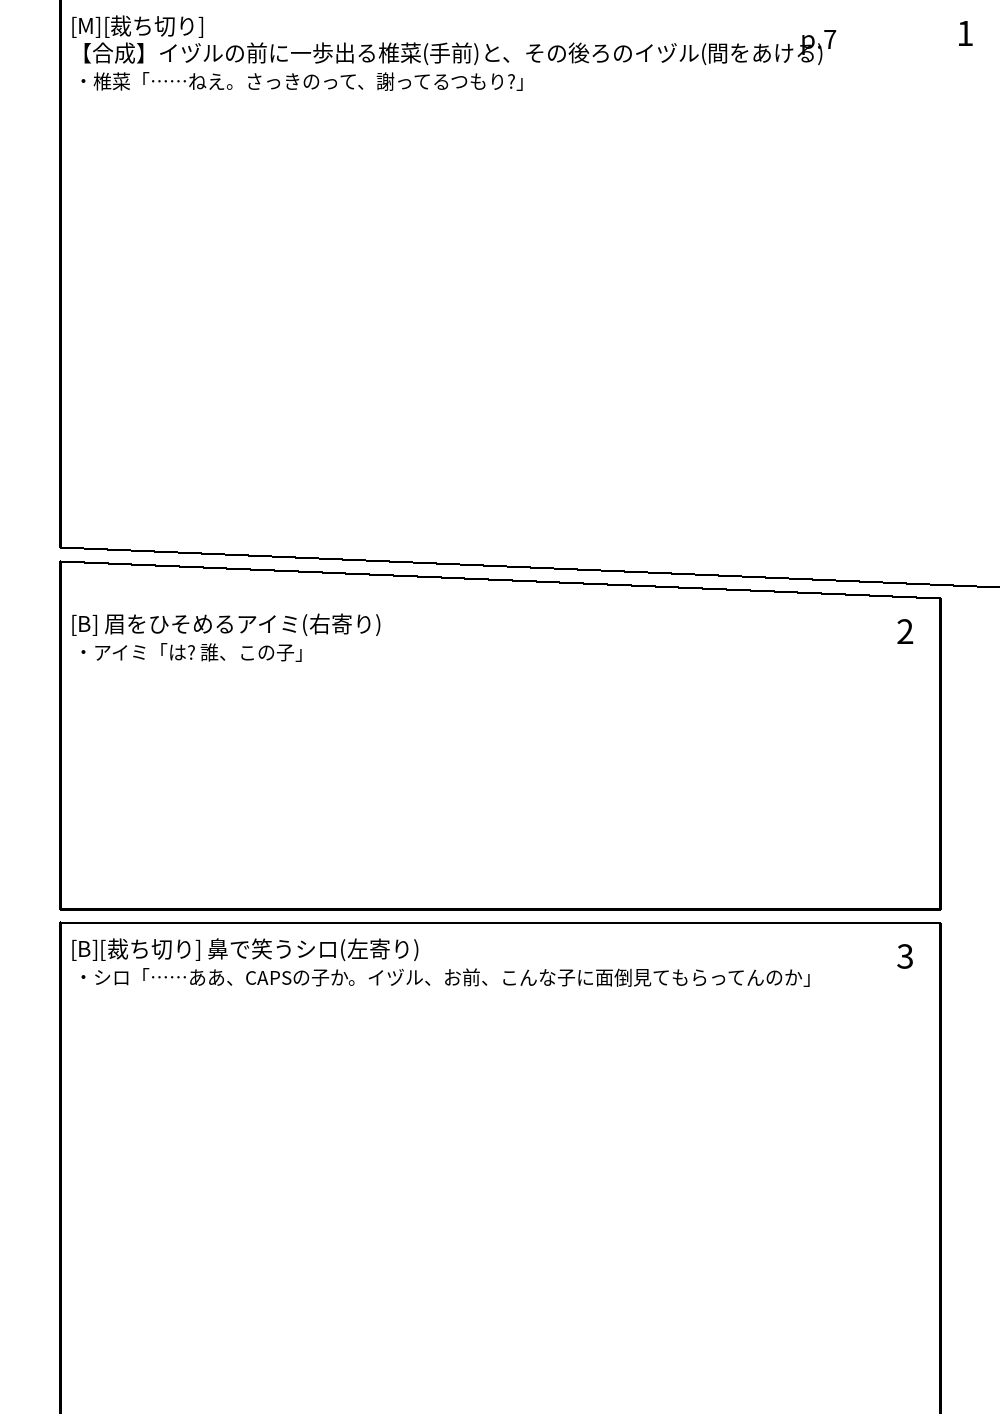 [M][裁ち切り]
【合成】イヅルの前に一歩出る椎菜(手前)と、その後ろのイヅル(間をあける)
・椎菜「……ねえ。さっきのって、謝ってるつもり?」
p.7
1
[B] 眉をひそめるアイミ(右寄り)
・アイミ「は? 誰、この子」
2
[B][裁ち切り] 鼻で笑うシロ(左寄り)
・シロ「……ああ、CAPSの子か。イヅル、お前、こんな子に面倒見てもらってんのか」
3